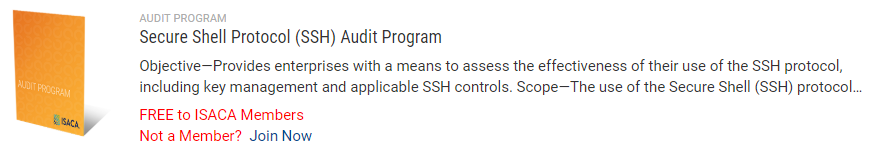 AUDIT PROGRAM
Secure Shell Protocol (SSH) Audit Program
Objective—Provides enterprises with a means to assess the effectiveness of their use of the SSH protocol,
including key management and applicable SSH controls. Scope—The use of the Secure Shell (SSH) protocol...
FREE to ISACA Members
Not a Member? Join Now
AUDIT PROGRAM
ISACA